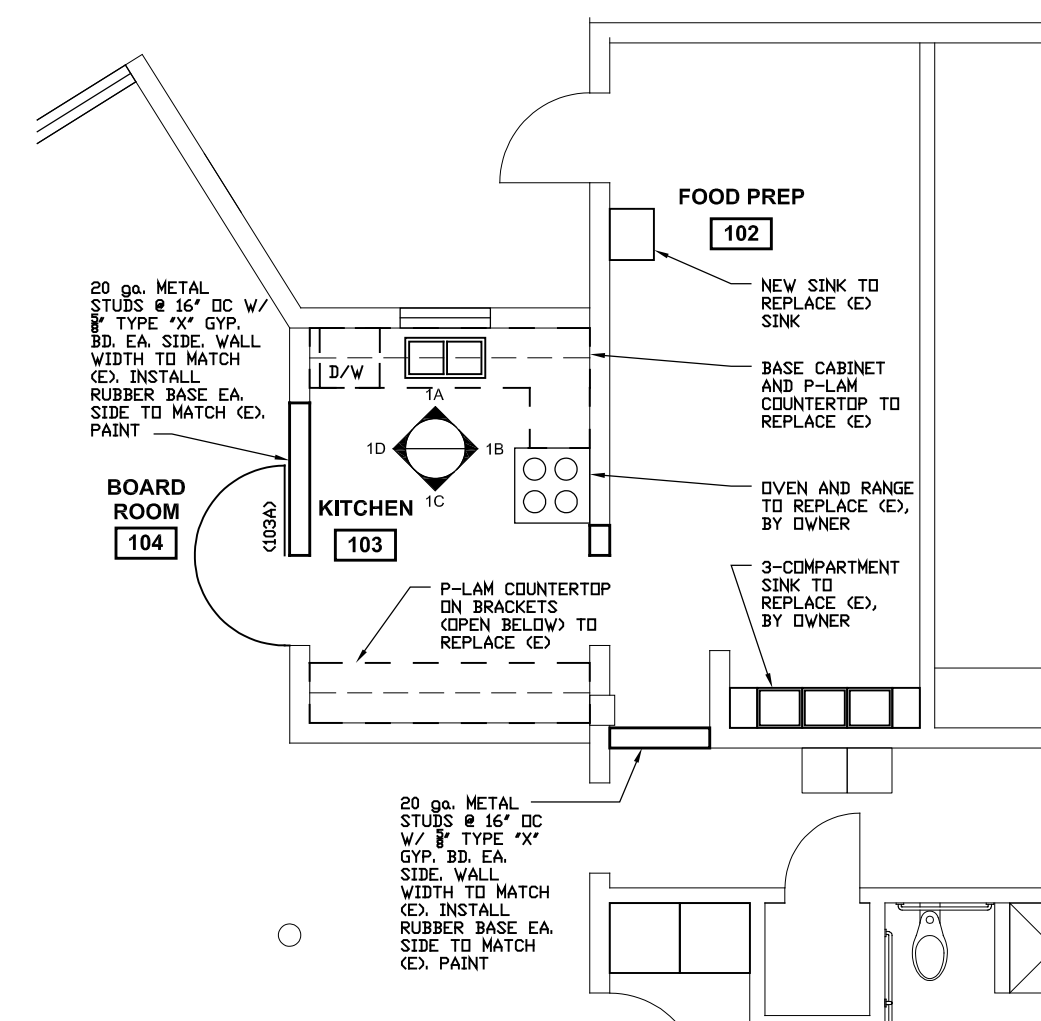 FOOD PREP
102
NEW SINK TO
REPLACE (E)
SINK
20 ga. METAL
STUDS @ 16" OC W/
5/8" TYPE "X" GYP.
BD. EA. SIDE. WALL
WIDTH TO MATCH
(E). INSTALL
RUBBER BASE EA.
SIDE TO MATCH (E).
PAINT
D/W
BASE CABINET
AND P-LAM
COUNTERTOP TO
REPLACE (E)
1A
1D
1B
1C
BOARD
ROOM
104
(103A)
KITCHEN
103
OVEN AND RANGE
TO REPLACE (E),
BY OWNER
3-COMPARTMENT
SINK TO
REPLACE (E),
BY OWNER
P-LAM COUNTERTOP
ON BRACKETS
(OPEN BELOW) TO
REPLACE (E)
20 ga. METAL
STUDS @ 16" OC
W/ 5/8" TYPE "X"
GYP. BD. EA.
SIDE. WALL
WIDTH TO MATCH
(E). INSTALL
RUBBER BASE EA.
SIDE TO MATCH
(E). PAINT